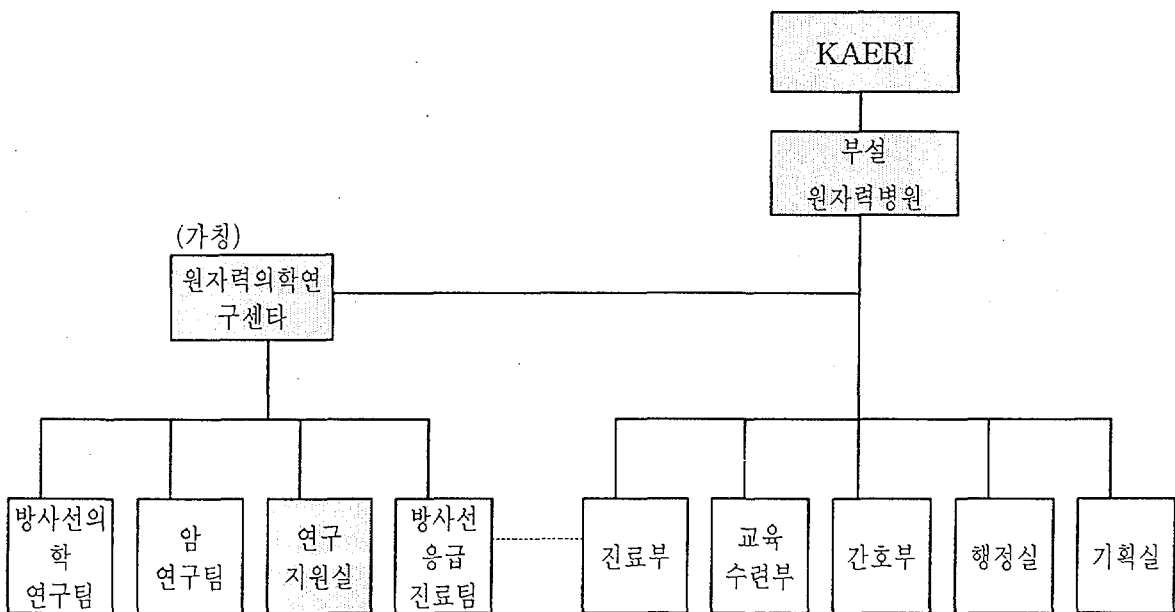 KAERI
부설
원자력병원
(가칭)
원자력의학연
구센타
방사선의
학
연구팀
암
연구팀
연구
지원실
방사선
응급
진료팀
진료부
교육
수련부
간호부
행정실
기획실